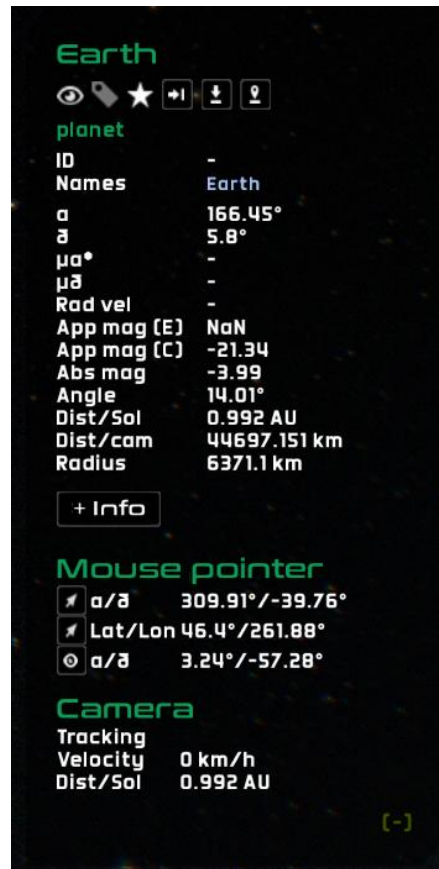 Earth
planet
ID -
Names Earth
α 166.45°
δ 5.8°
μα* -
μδ -
Rad vel -
App mag (E) NaN
App mag (C) -21.34
Abs mag -3.99
Angle 14.01°
Dist/Sol 0.992 AU
Dist/cam 44697.151 km
Radius 6371.1 km
+ Info
Mouse pointer
α/δ 309.91°/-39.76°
Lat/Lon 46.4°/261.88°
α/δ 3.24°/-57.28°
Camera
Tracking
Velocity 0 km/h
Dist/Sol 0.992 AU
(-)